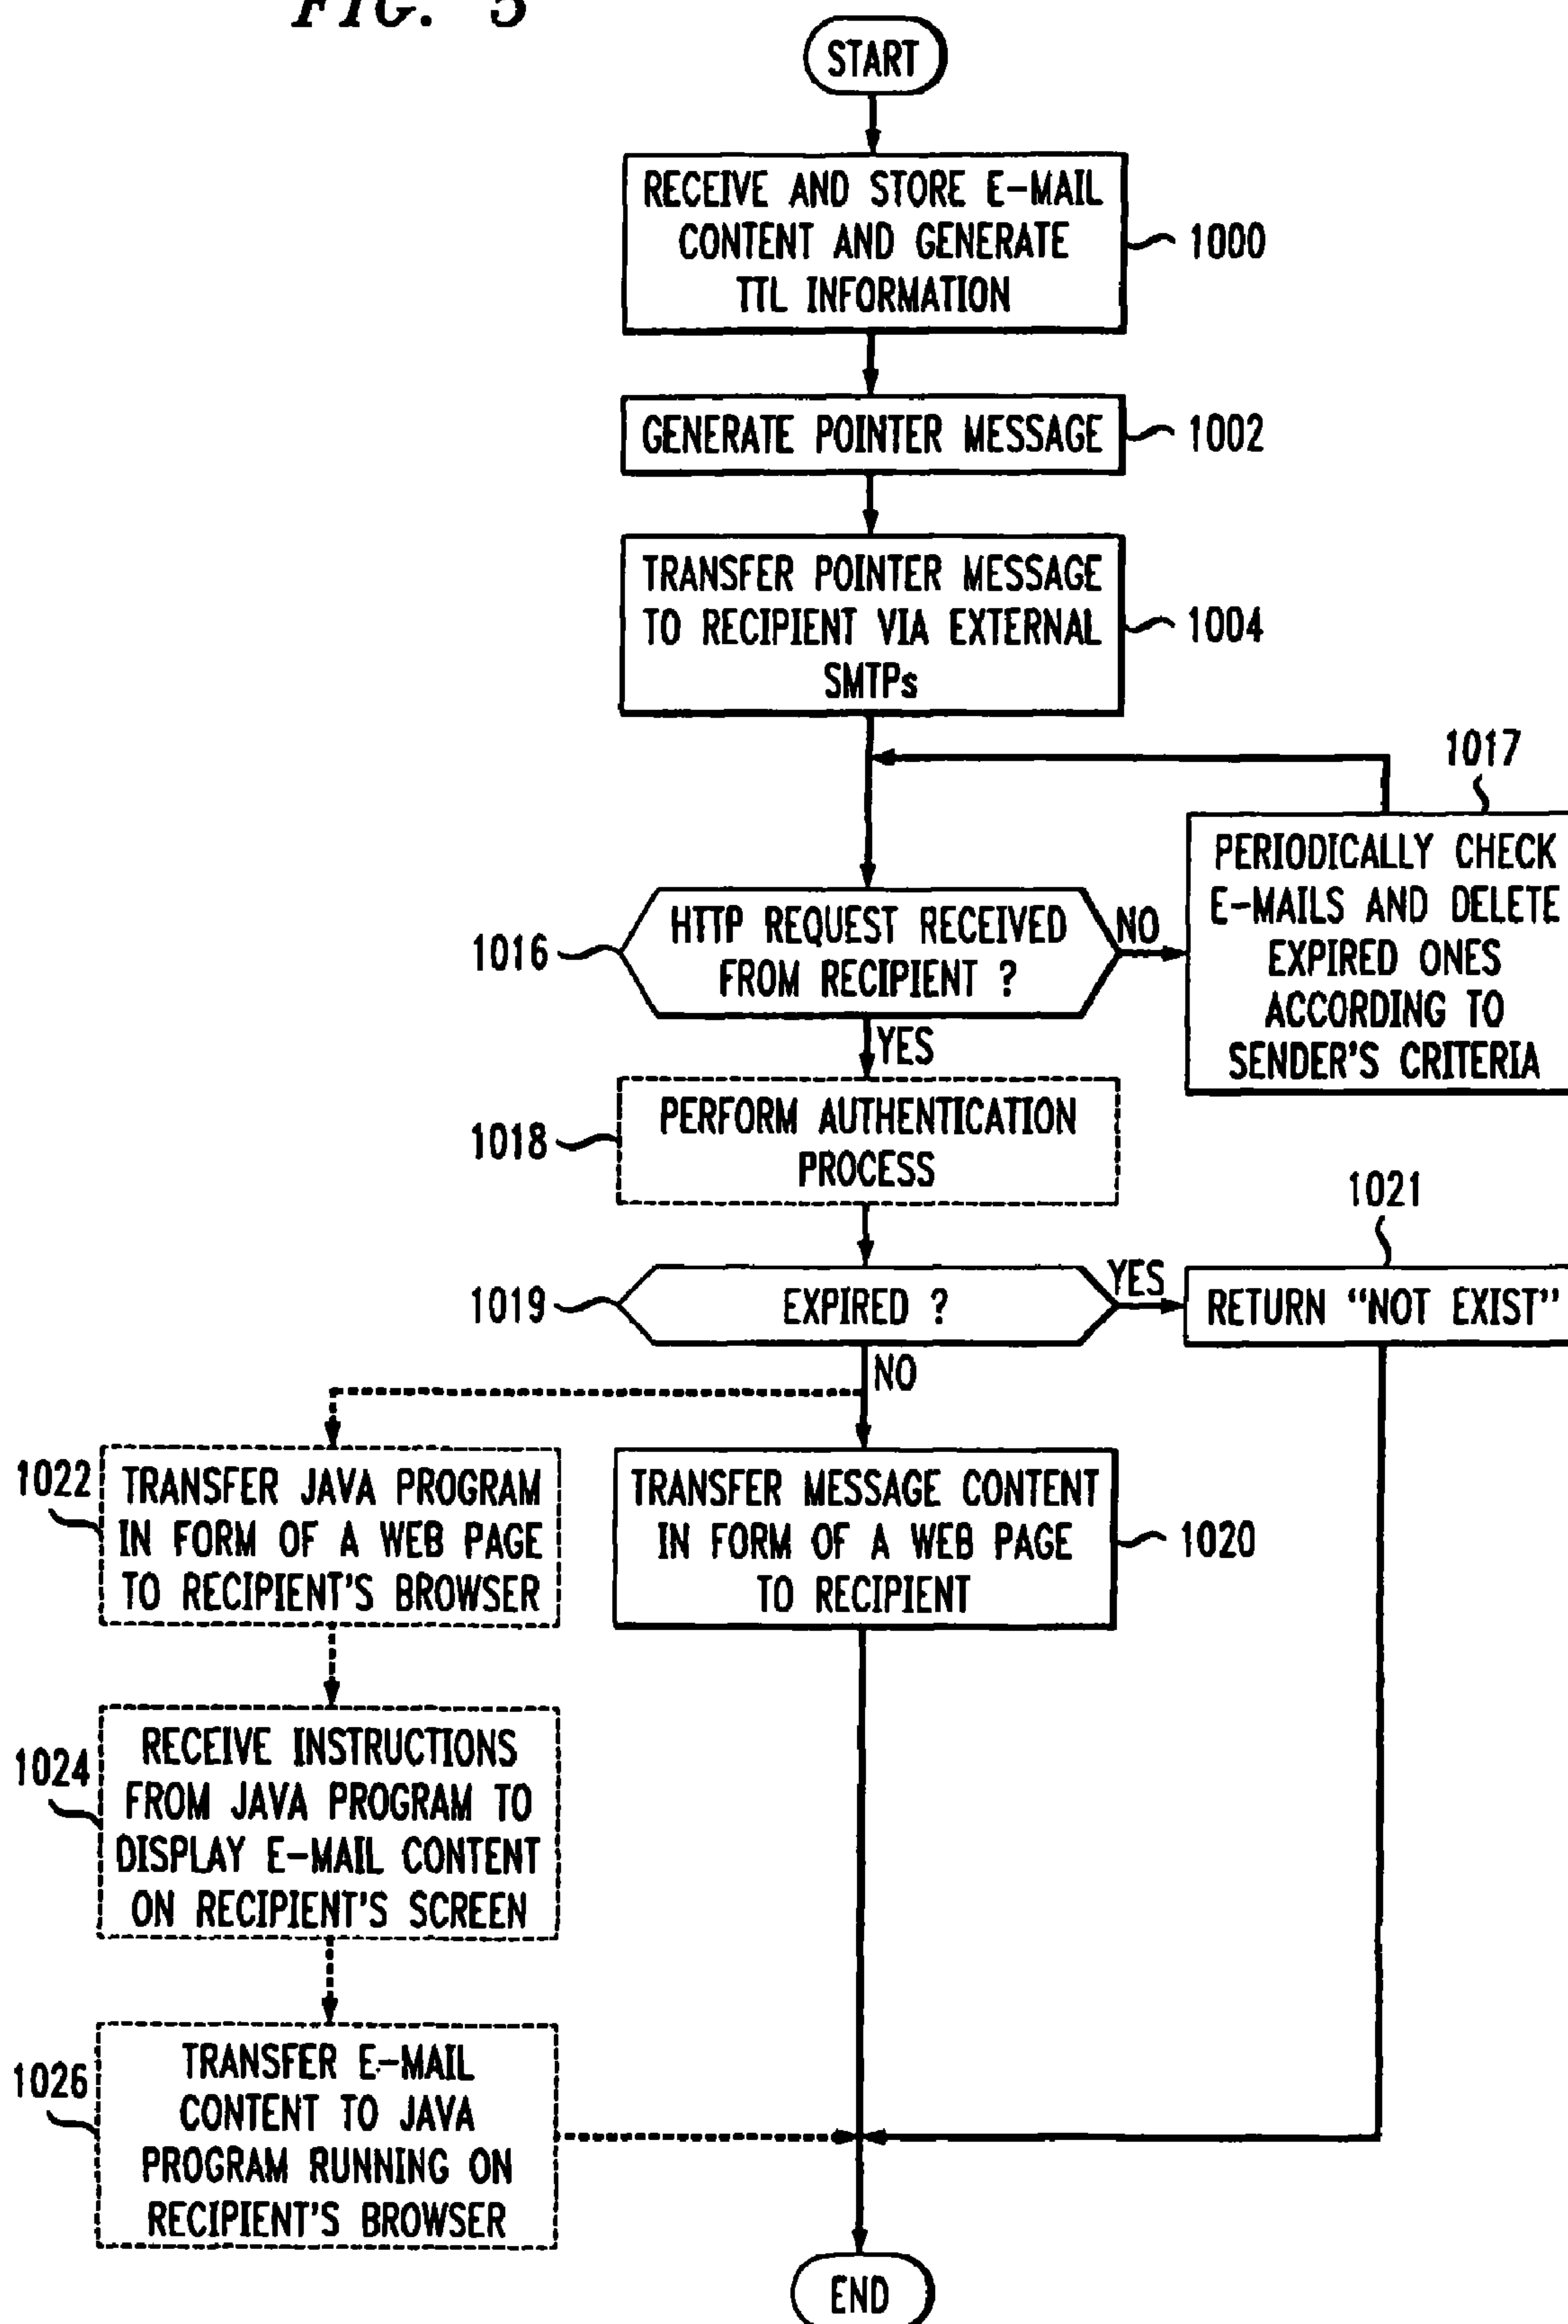 FIG. 5
START
RECEIVE AND STORE E-MAIL
CONTENT AND GENERATE
TTL INFORMATION
1000
GENERATE POINTER MESSAGE
1002
TRANSFER POINTER MESSAGE
TO RECIPIENT VIA EXTERNAL
SMTPs
1004
1017
PERIODICALLY CHECK
E-MAILS AND DELETE
EXPIRED ONES
ACCORDING TO
SENDER'S CRITERIA
1016
HTTP REQUEST RECEIVED
FROM RECIPIENT ?
NO
YES
1018
PERFORM AUTHENTICATION
PROCESS
1021
1019
EXPIRED ?
YES
RETURN “NOT EXIST”
NO
1022
TRANSFER JAVA PROGRAM
IN FORM OF A WEB PAGE
TO RECIPIENT'S BROWSER
TRANSFER MESSAGE CONTENT
IN FORM OF A WEB PAGE
TO RECIPIENT
1020
1024
RECEIVE INSTRUCTIONS
FROM JAVA PROGRAM TO
DISPLAY E-MAIL CONTENT
ON RECIPIENT'S SCREEN
1026
TRANSFER E-MAIL
CONTENT TO JAVA
PROGRAM RUNNING ON
RECIPIENT'S BROWSER
END